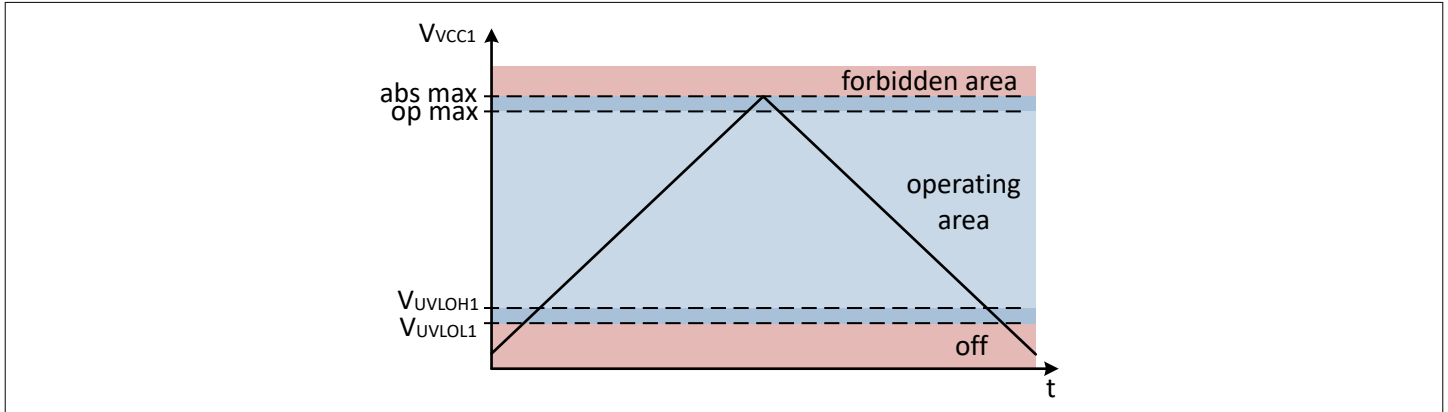 VVCC1
forbidden area
abs max
op max
operating
area
VUVLOH1
VUVLOL1
off
t